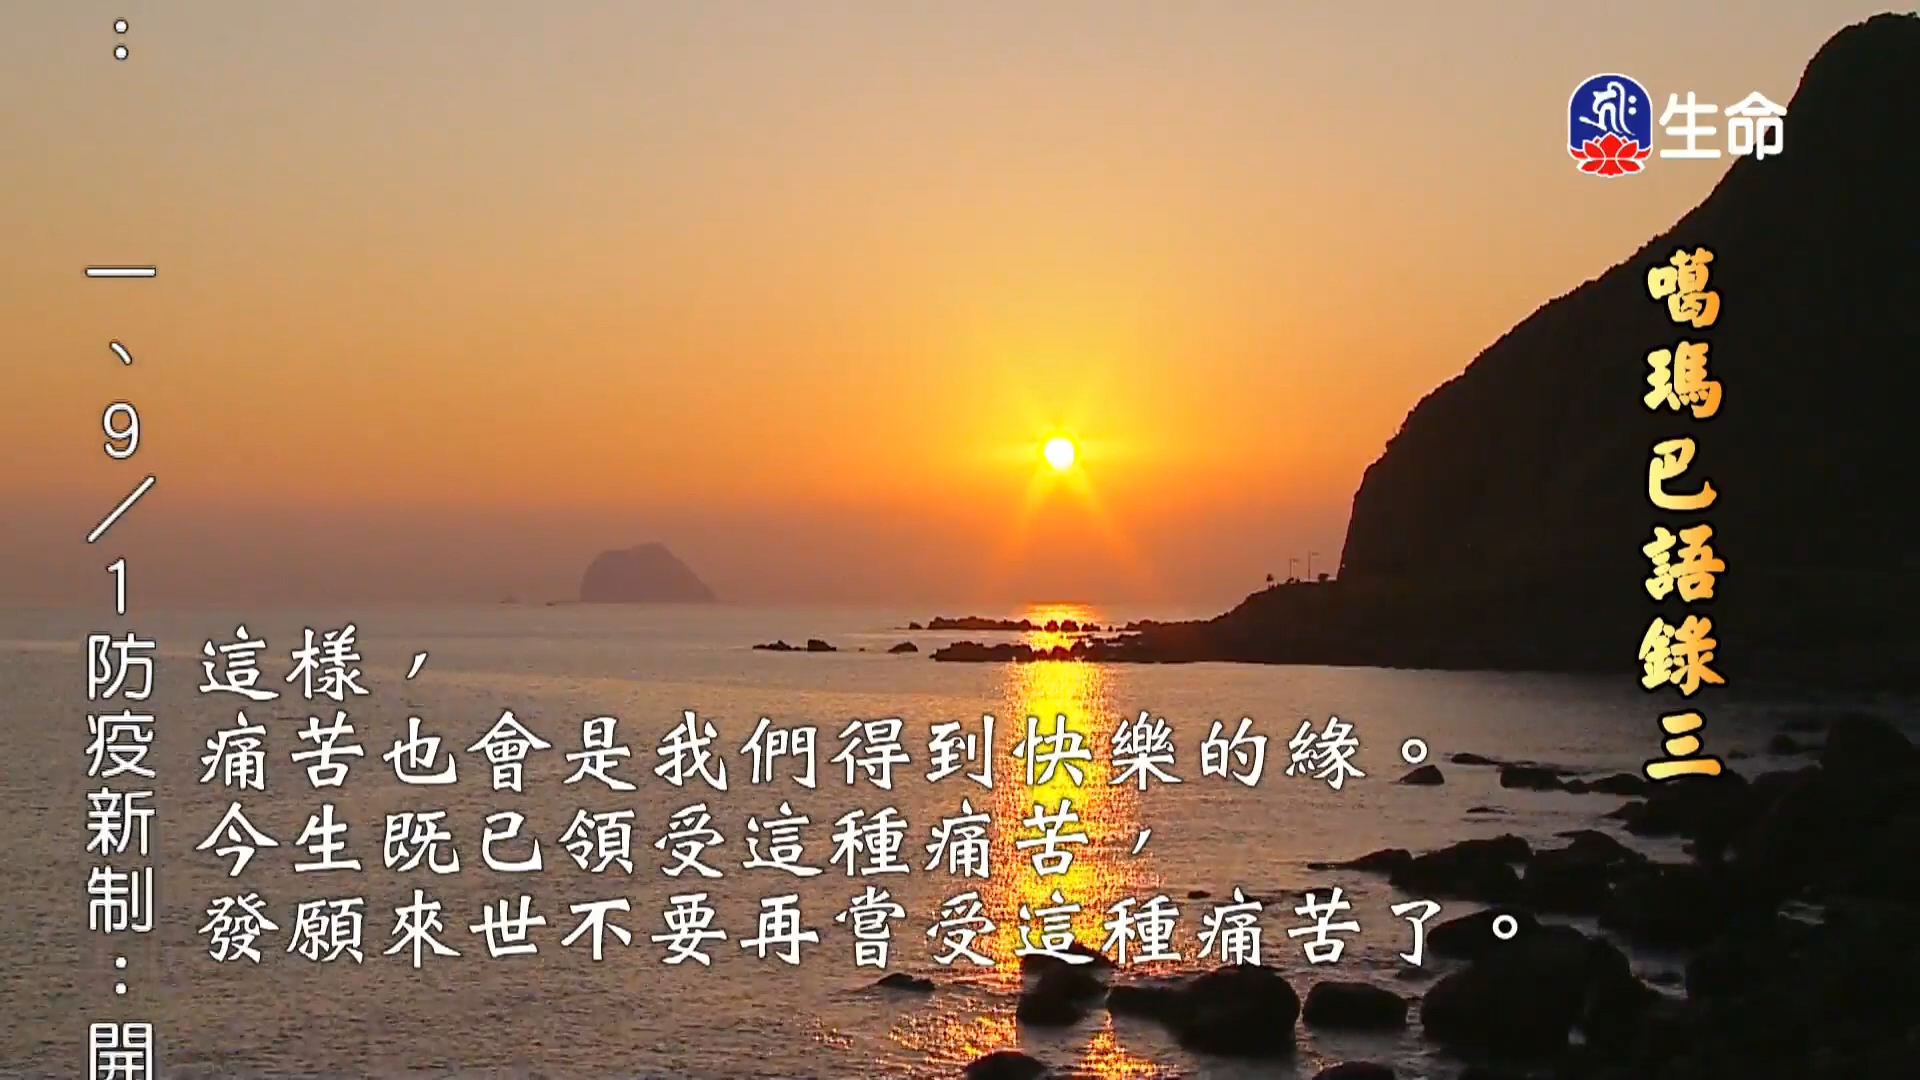 生命
噶瑪巴語錄三
這樣，
痛苦也會是我們得到快樂的緣。
今生既已領受這種痛苦，
發願來世不要再嘗受這種痛苦了。
：一、9／1防疫新制：開